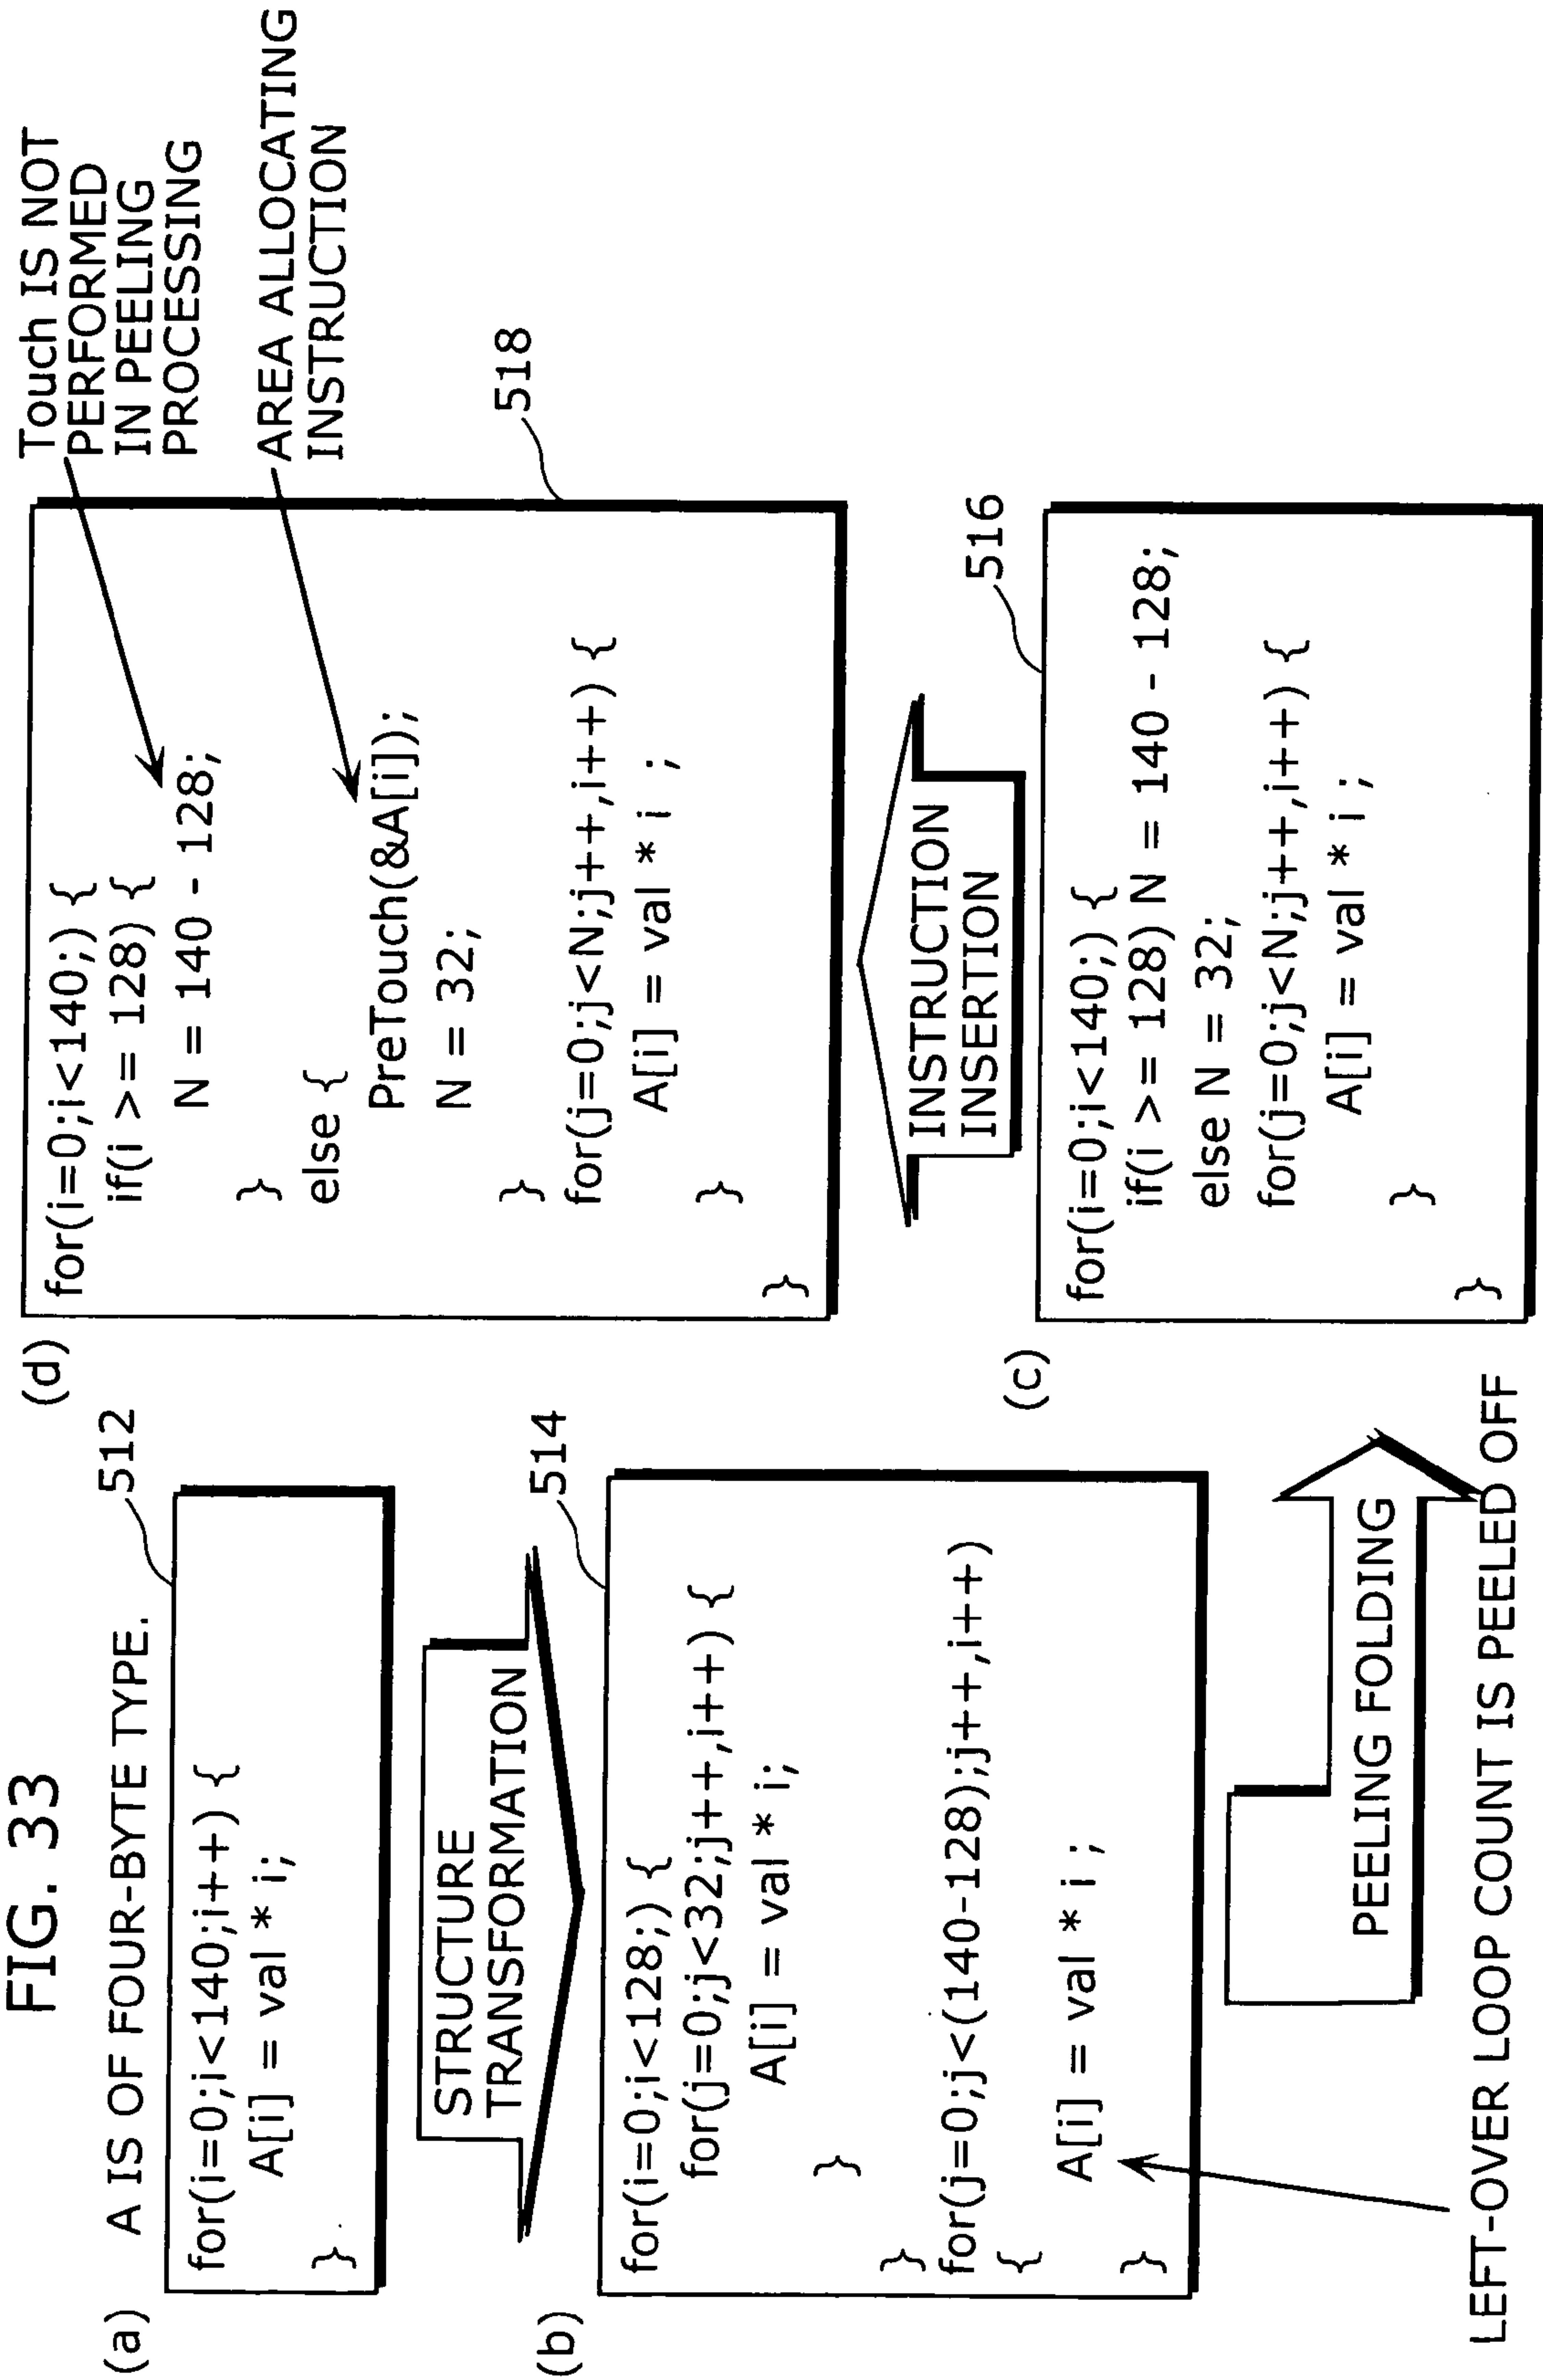 FIG. 33
(a) A IS OF FOUR-BYTE TYPE.
512
for(i=0;i<140;i++) {
A[i] = val * i;
}
STRUCTURE
TRANSFORMATION
(b)
514
for(i=0;i<128;) {
for(j=0;j<32;j++,i++) {
A[i] = val * i;
}
}
for(j=0;j<(140-128);j++,i++)
{
A[i] = val * i ;
}
PEELING FOLDING
LEFT-OVER LOOP COUNT IS PEELED OFF
(c)
516
for(i=0;i<140;) {
if(i >= 128) N = 140 - 128;
else N = 32;
for(j=0;j<N;j++,i++) {
A[i] = val * i ;
}
}
INSTRUCTION
INSERTION
(d)
518
for(i=0;i<140;) {
if(i >= 128) {
N = 140 - 128;
}
else {
PreTouch(&A[i]);
N = 32;
}
for(j=0;j<N;j++,i++) {
A[i] = val * i ;
}
}
Touch IS NOT
PERFORMED
IN PEELING
PROCESSING
AREA ALLOCATING
INSTRUCTION